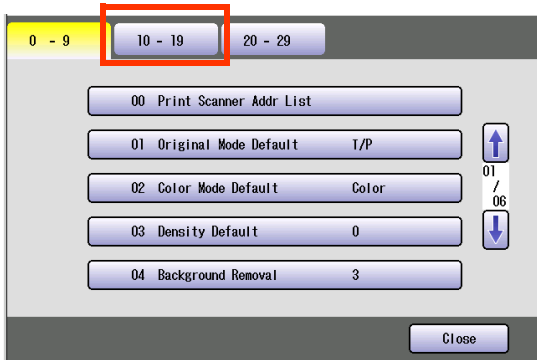 0 - 9 10 - 19 20 - 29
00 Print Scanner Addr List
01 Original Mode Default T/P
02 Color Mode Default Color
03 Density Default 0
04 Background Removal 3
01
/
06
Close